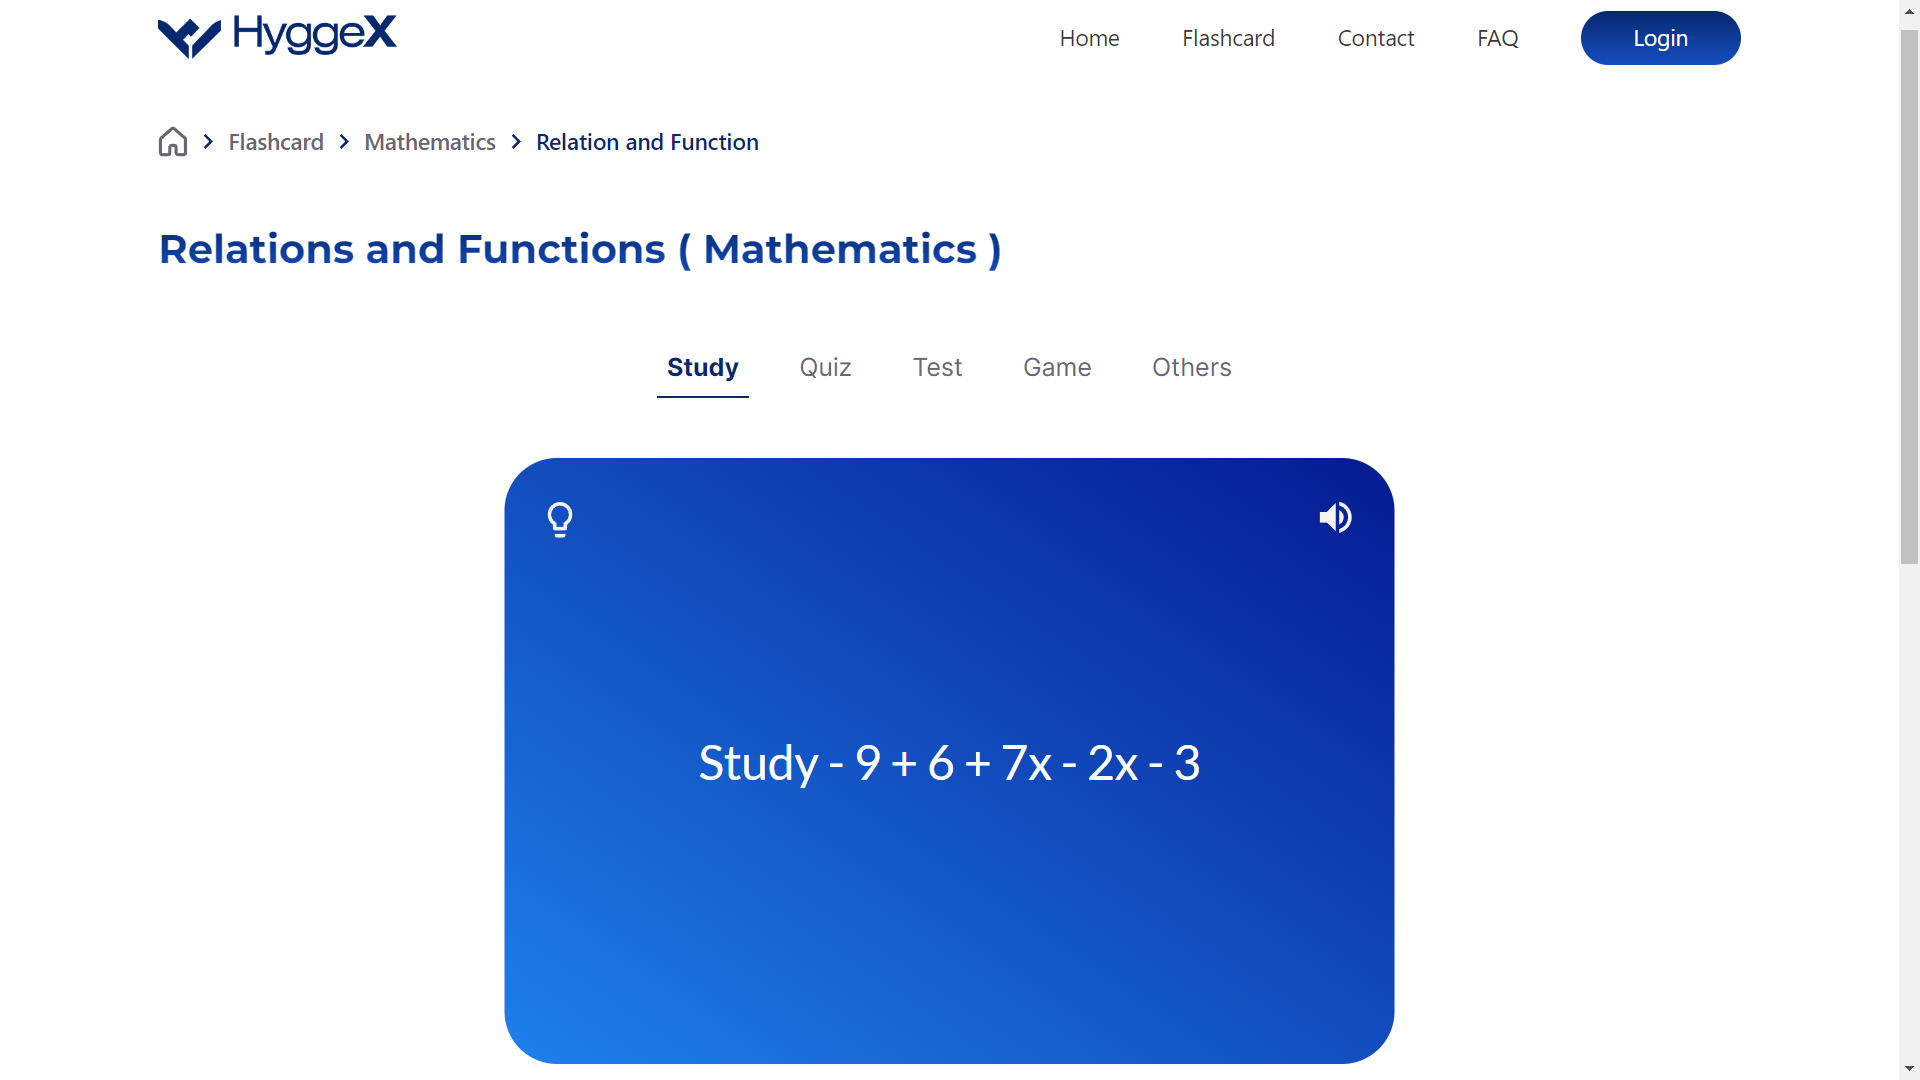 HyggeX
Home Flashcard Contact FAQ Login
Flashcard Mathematics Relation and Function
Relations and Functions ( Mathematics )
Study Quiz Test Game Others
Study - 9 + 6 + 7x - 2x - 3